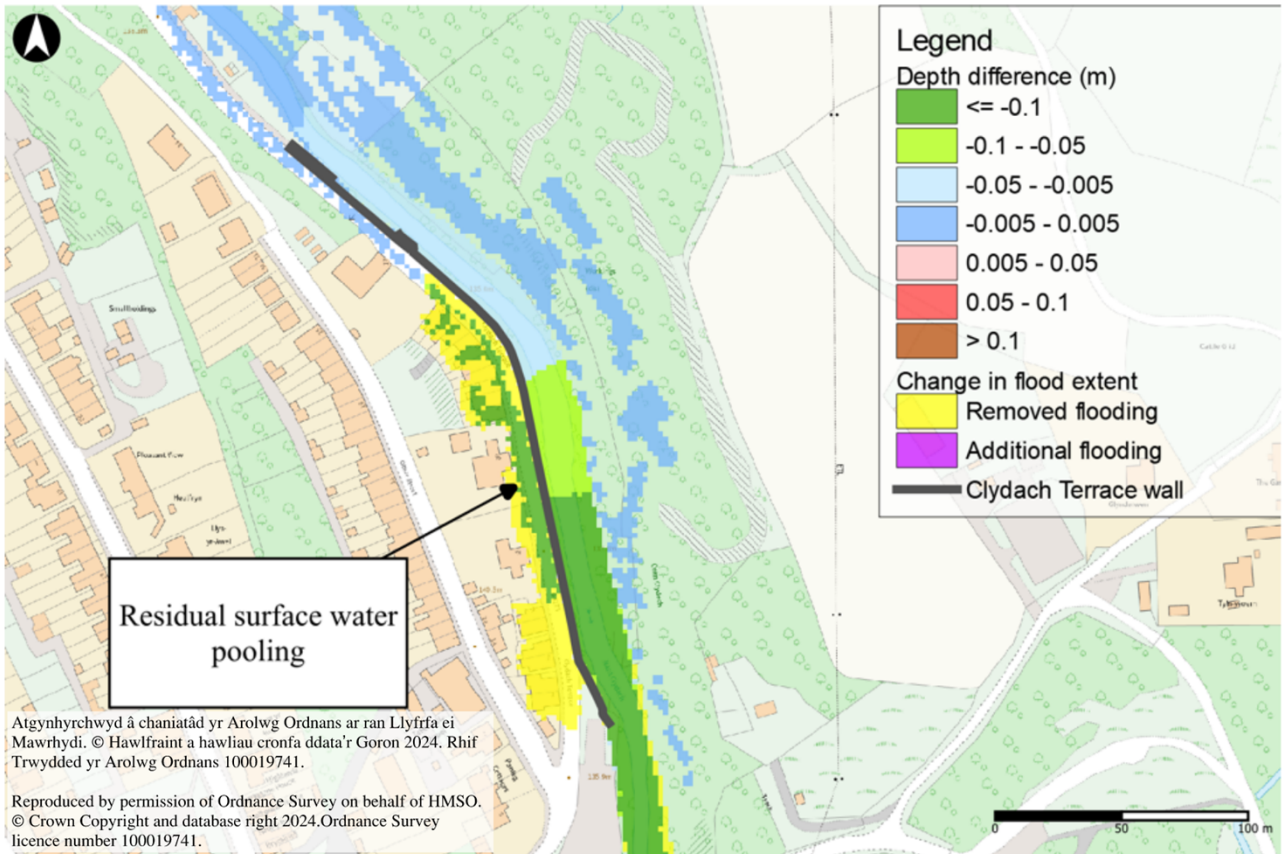 Legend
Depth difference (m)
<= -0.1
-0.1 - -0.05
-0.05 - -0.005
-0.005 - 0.005
0.005 - 0.05
0.05 - 0.1
> 0.1
Change in flood extent
Removed flooding
Additional flooding
Clydach Terrace wall
Smallbuildings
Pleasant View
Residual surface water
pooling
Atgynhyrchwyd â chaniatâd yr Arolwg Ordnans ar ran Llyfrfa ei
Mawrhydi. © Hawlfraint a hawliau cronfa ddata'r Goron 2024. Rhif
Trwydded yr Arolwg Ordnans 100019741.
Reproduced by permission of Ordnance Survey on behalf of HMSO.
© Crown Copyright and database right 2024.Ordnance Survey
licence number 100019741.
0
50
100 m